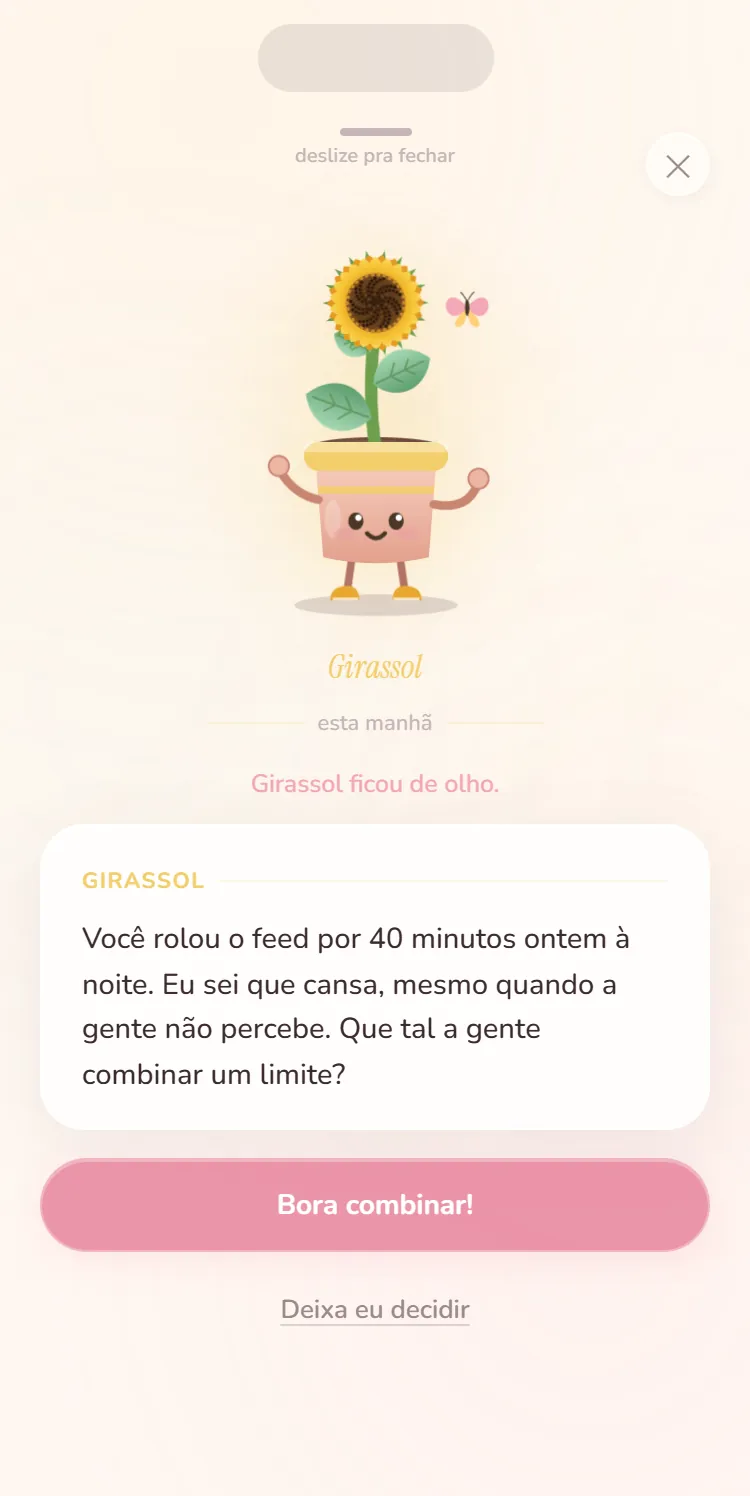 deslize pra fechar
Girassol
esta manhã
Girassol ficou de olho.
GIRASSOL
Você rolou o feed por 40 minutos ontem à
noite. Eu sei que cansa, mesmo quando a
gente não percebe. Que tal a gente
combinar um limite?
Bora combinar!
Deixa eu decidir